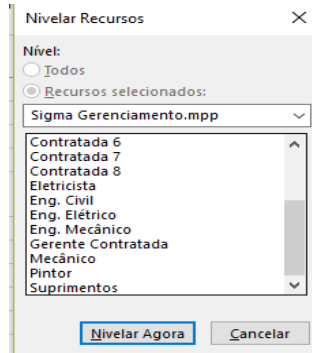 Nivelar Recursos
Nível:
Todos
Recursos selecionados:
Sigma Gerenciamento.mpp
Contratada 6
Contratada 7
Contratada 8
Eletricista
Eng. Civil
Eng. Elétrico
Eng. Mecânico
Gerente Contratada
Mecânico
Pintor
Suprimentos
Nivelar Agora
Cancelar